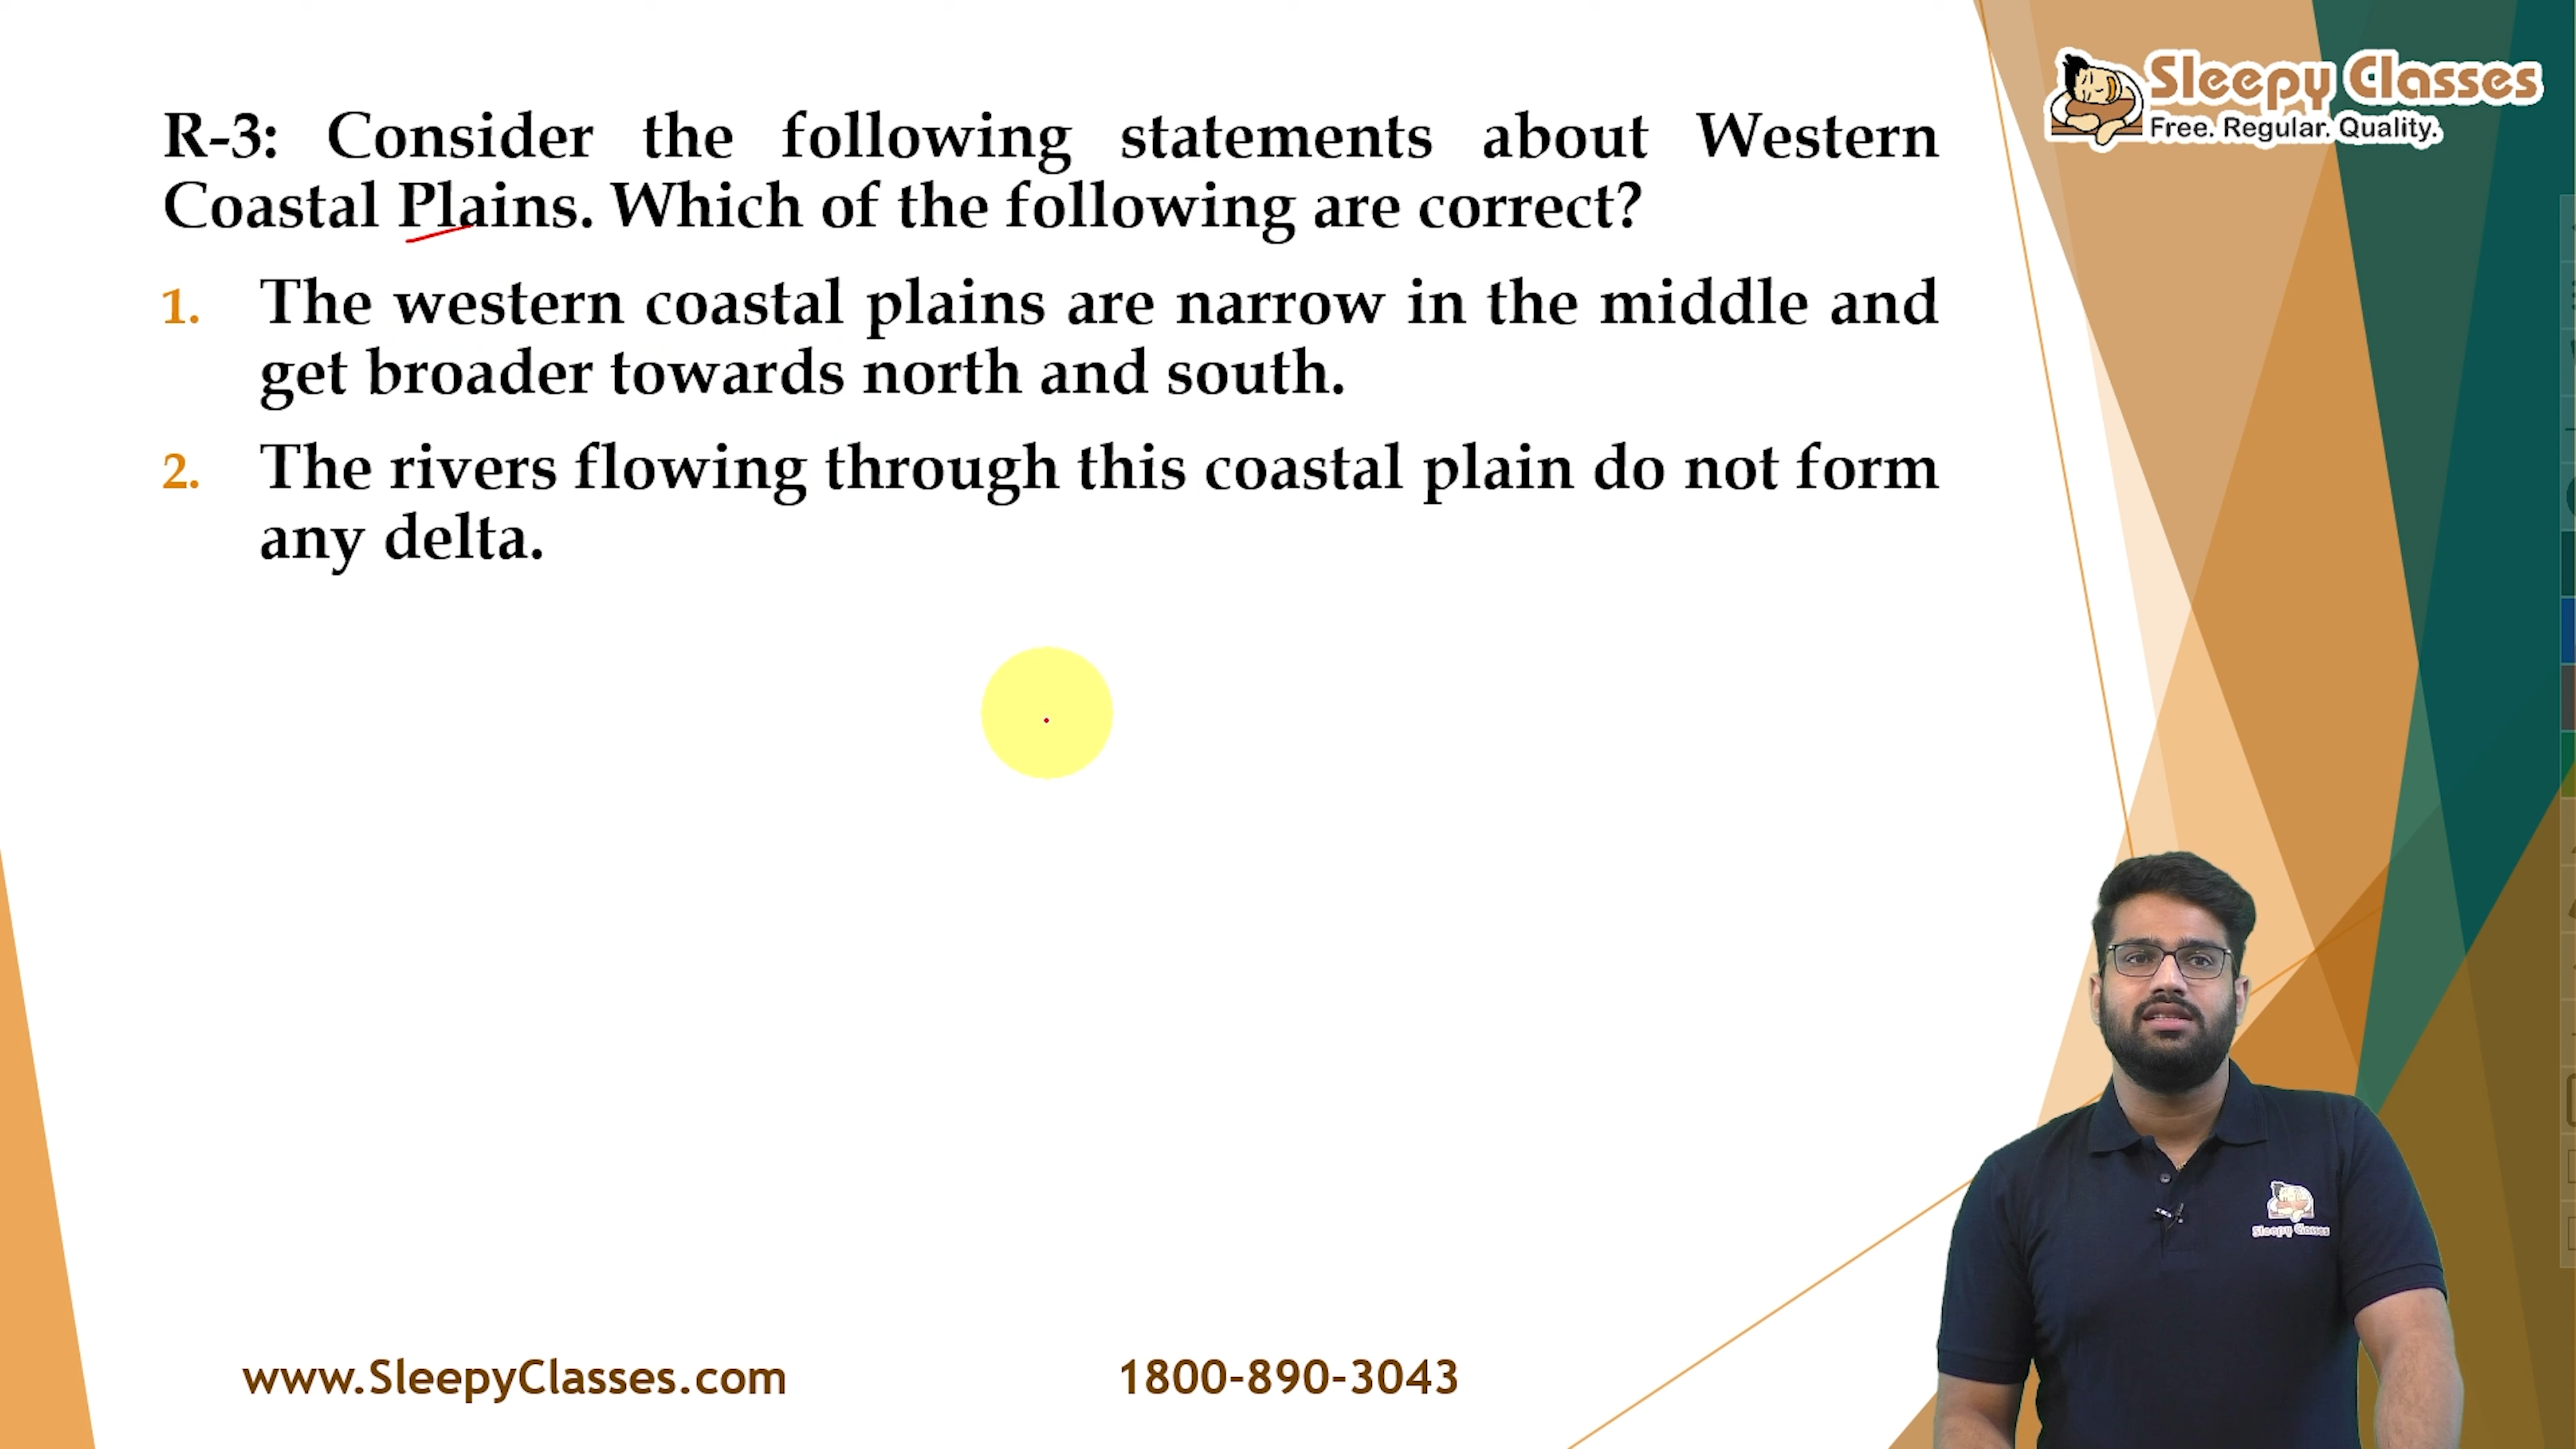 Sleepy Classes
Free. Regular. Quality.
R-3: Consider the following statements about Western
Coastal Plains. Which of the following are correct?
1. The western coastal plains are narrow in the middle and
get broader towards north and south.
2. The rivers flowing through this coastal plain do not form
any delta.
Sleepy Classes
www.SleepyClasses.com
1800-890-3043